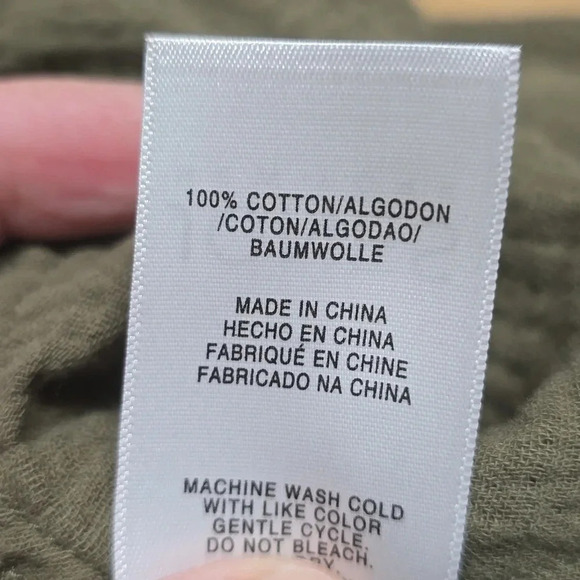 100% COTTON/ALGODON
/COTON/ALGODAO/
BAUMWOLLE
MADE IN CHINA
HECHO EN CHINA
FABRIQUÉ EN CHINE
FABRICADO NA CHINA
MACHINE WASH COLD
WITH LIKE COLOR
GENTLE CYCLE,
DO NOT BLEACH.